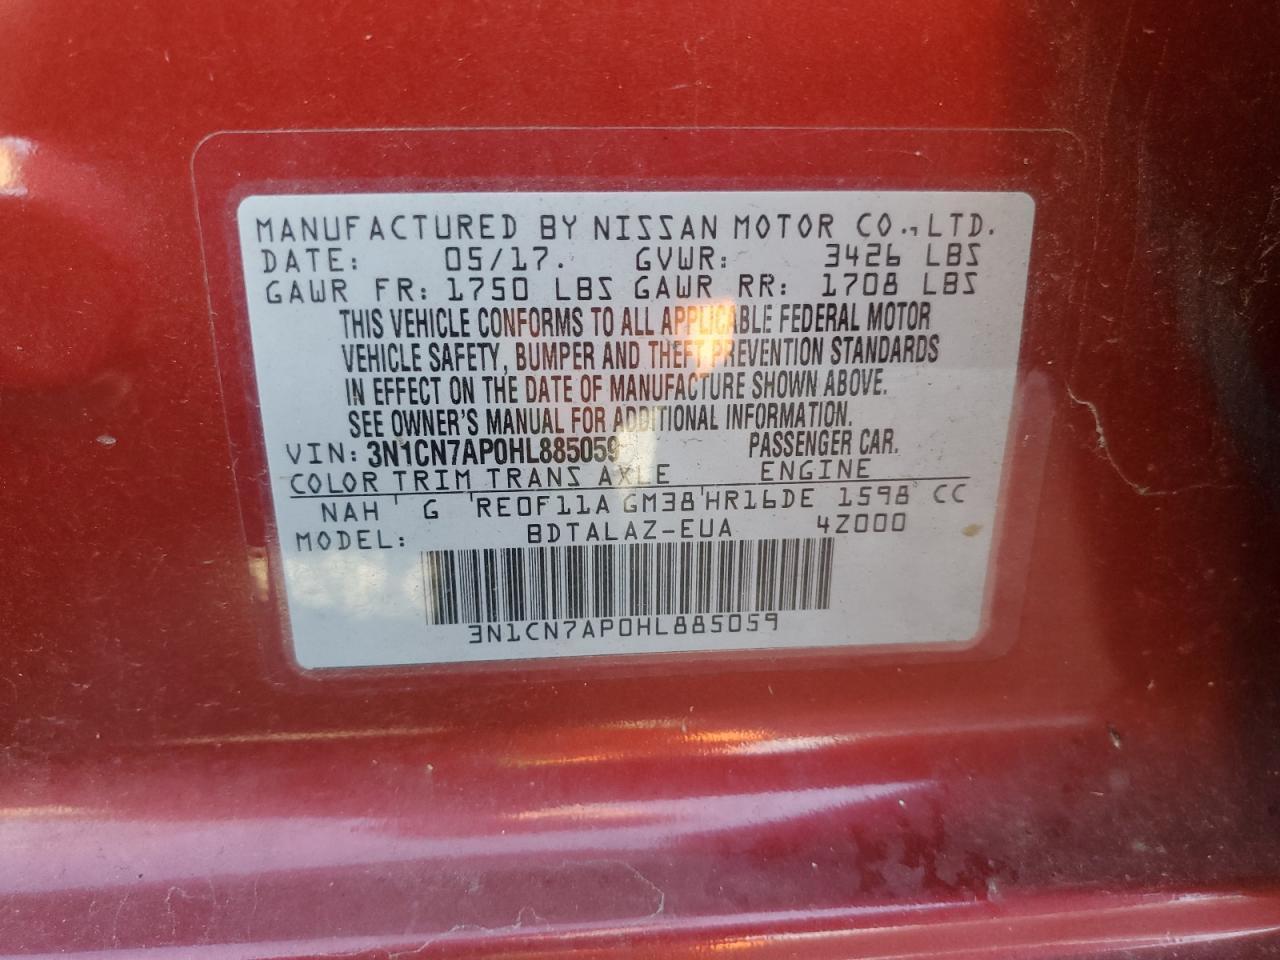 MANUFACTURED BY NISSAN MOTOR CO., LTD.
DATE: 05/17. GVWR: 3426 LBS
GAWR FR: 1750 LBS GAWR RR: 1708 LBS
THIS VEHICLE CONFORMS TO ALL APPLICABLE FEDERAL MOTOR
VEHICLE SAFETY, BUMPER AND THEFT PREVENTION STANDARDS
IN EFFECT ON THE DATE OF MANUFACTURE SHOWN ABOVE.
SEE OWNER'S MANUAL FOR ADDITIONAL INFORMATION.
VIN: 3N1CN7AP0HL885059 PASSENGER CAR.
COLOR TRIM TRANS AXLE ENGINE
NAH G RE0F11A GM38 HR16DE 1598 CC
MODEL: BDTALAZ-EUA 4Z000
3N1CN7AP0HL885059